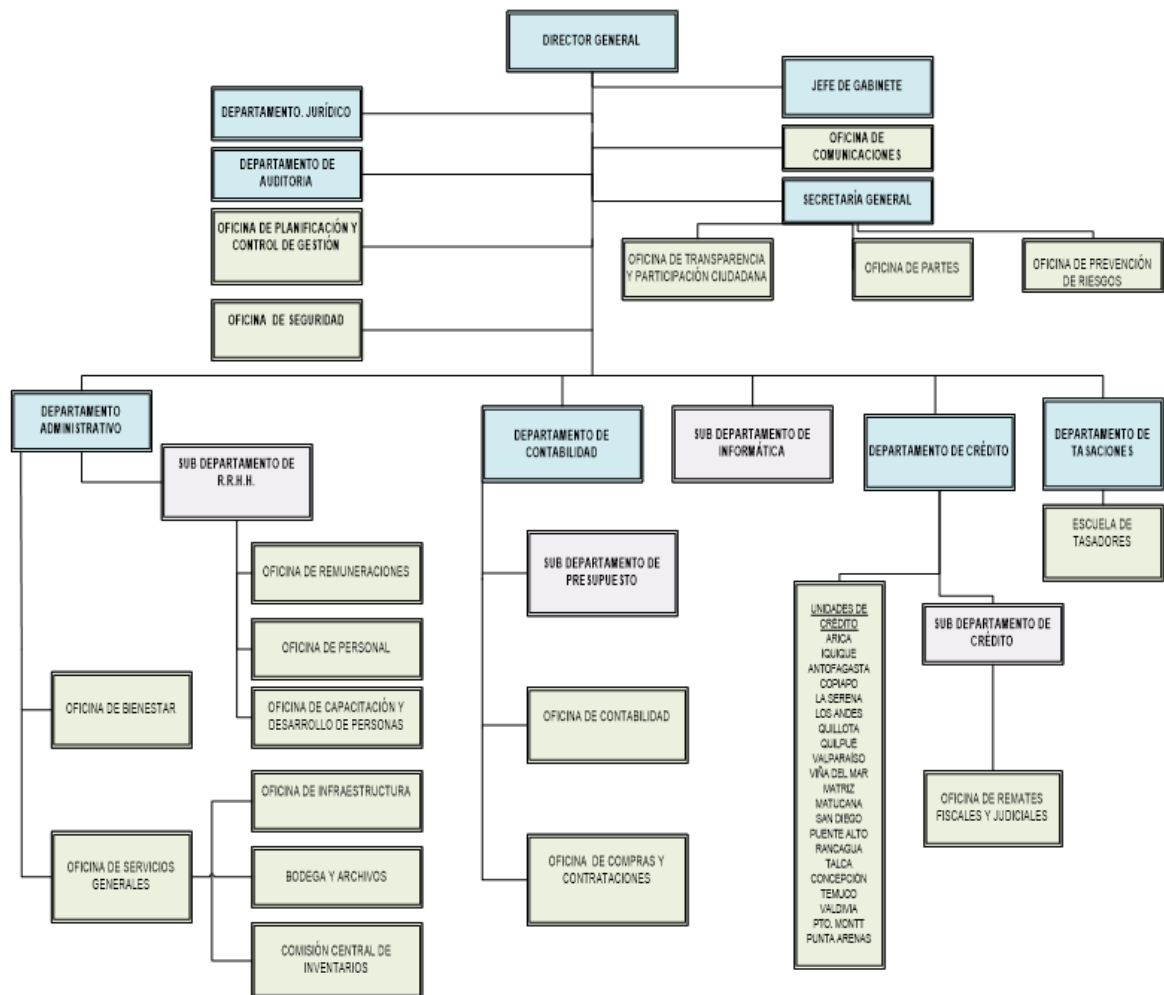 DIRECTOR GENERAL
JEFE DE GABINETE
DEPARTAMENTO. JURÍDICO
OFICINA DE
COMUNICACIONES
DEPARTAMENTO DE
AUDITORIA
SECRETARÍA GENERAL
OFICINA DE PLANIFICACIÓN Y
CONTROL DE GESTIÓN
OFICINA DE TRANSPARENCIA
Y PARTICIPACIÓN CIUDADANA
OFICINA DE PARTES
OFICINA DE PREVENCIÓN
DE RIESGOS
OFICINA DE SEGURIDAD
DEPARTAMENTO
ADMINISTRATIVO
DEPARTAMENTO DE
CONTABILIDAD
SUB DEPARTAMENTO DE
INFORMÁTICA
DEPARTAMENTO DE CRÉDITO
DEPARTAMENTO DE
TASACIONES
SUB DEPARTAMENTO DE
R.R.H.H.
ESCUELA DE
TASADORES
OFICINA DE REMUNERACIONES
OFICINA DE PERSONAL
OFICINA DE CAPACITACIÓN Y
DESARROLLO DE PERSONAS
OFICINA DE BIENESTAR
OFICINA DE SERVICIOS
GENERALES
OFICINA DE INFRAESTRUCTURA
BODEGA Y ARCHIVOS
COMISIÓN CENTRAL DE
INVENTARIOS
SUB DEPARTAMENTO DE
PRESUPUESTO
OFICINA DE CONTABILIDAD
OFICINA DE COMPRAS Y
CONTRATACIONES
UNIDADES DE
CRÉDITO
ARICA
IQUIQUE
ANTOFAGASTA
COPIAPO
LA SERENA
LOS ANDES
QUILLOTA
QUILPUÉ
VALPARAÍSO
VIÑA DEL MAR
MATRIZ
MATUCANA
SAN DIEGO
PUENTE ALTO
RANCAGUA
TALCA
CONCEPCIÓN
TEMUCO
VALDIVIA
PTO. MONTT
PUNTA ARENAS
SUB DEPARTAMENTO DE
CRÉDITO
OFICINA DE REMATES
FISCALES Y JUDICIALES